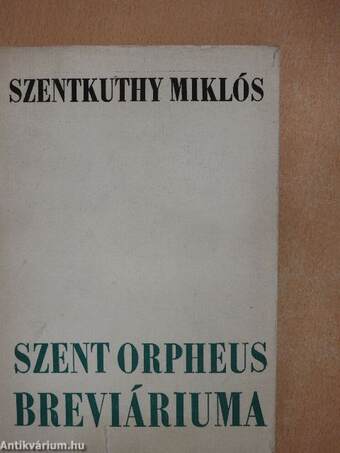 SZENTKUTHY MIKLÓS
SZENT ORPHEUS
BREVIÁRIUMA
Antikvárium.hu